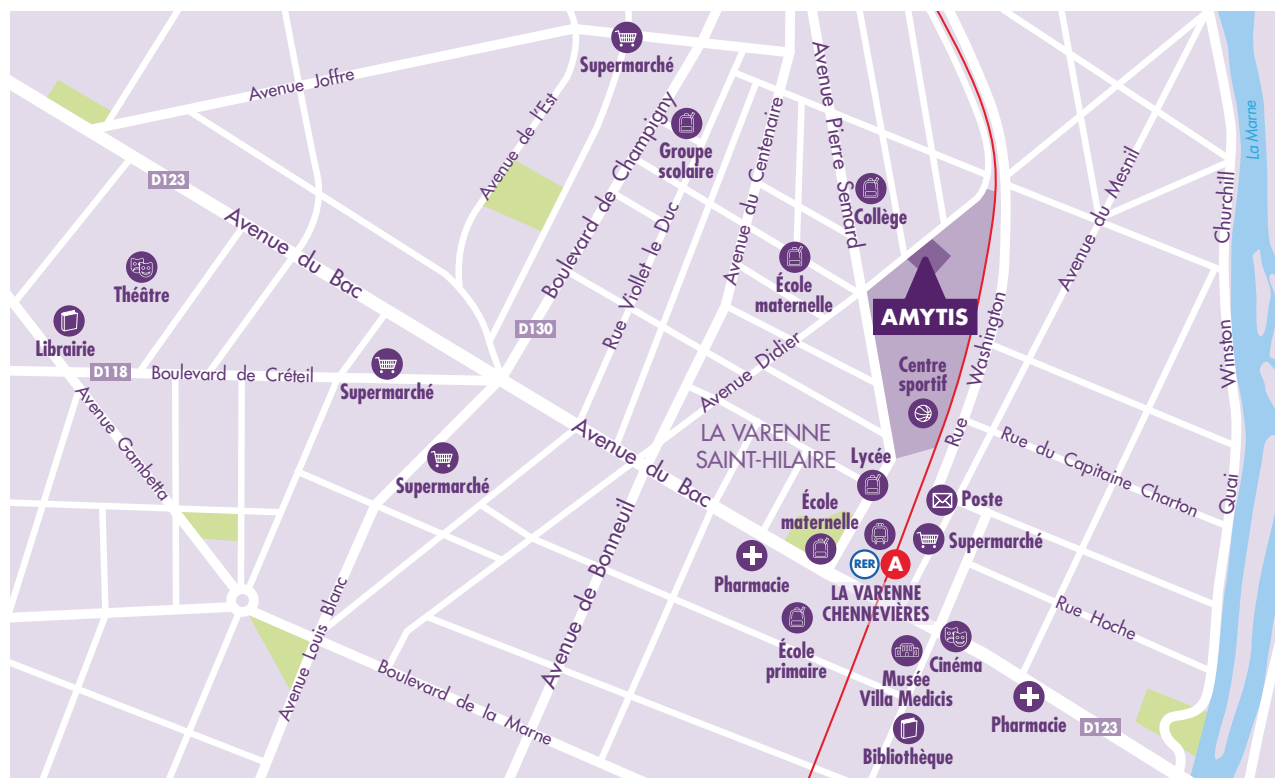 Supermarché
Avenue Joffre
Avenue de l'Est
Boulevard de Champigny
Groupe
scolaire
Avenue du Centenaire
Avenue Pierre Semard
La Marne
D123
Collège
Avenue du Mesnil
Avenue du Bac
Rue Viollet le Duc
Théâtre
École
maternelle
Librairie
D130
AMYTIS
Quai Winston Churchill
D118
Boulevard de Créteil
Supermarché
Avenue Didier
Centre
sportif
Rue Washington
Avenue Gambetta
LA VARENNE
SAINT-HILAIRE
Avenue du Bac
Rue du Capitaine Charton
Supermarché
Lycée
Poste
École
maternelle
Supermarché
Avenue de Bonneuil
RER
A
Pharmacie
LA VARENNE
CHENNEVIÈRES
Avenue Louis Blanc
Rue Hoche
École
primaire
Cinéma
Musée
Villa Medicis
Boulevard de la Marne
Pharmacie
D123
Bibliothèque